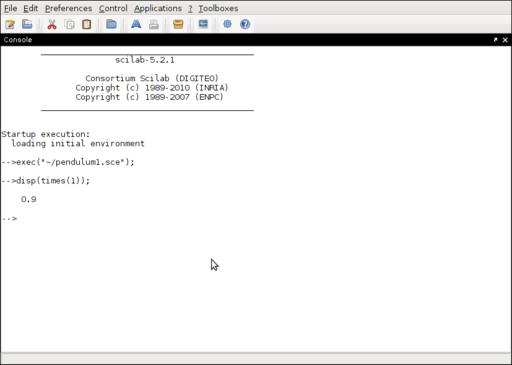 File Edit Preferences Control Applications ? Toolboxes
Console
scilab-5.2.1
Consortium Scilab (DIGITEO)
Copyright (c) 1989-2010 (INRIA)
Copyright (c) 1989-2007 (ENPC)
Startup execution:
loading initial environment
-->exec("~/pendulum1.sce");
-->disp(times(1));
0.9
-->